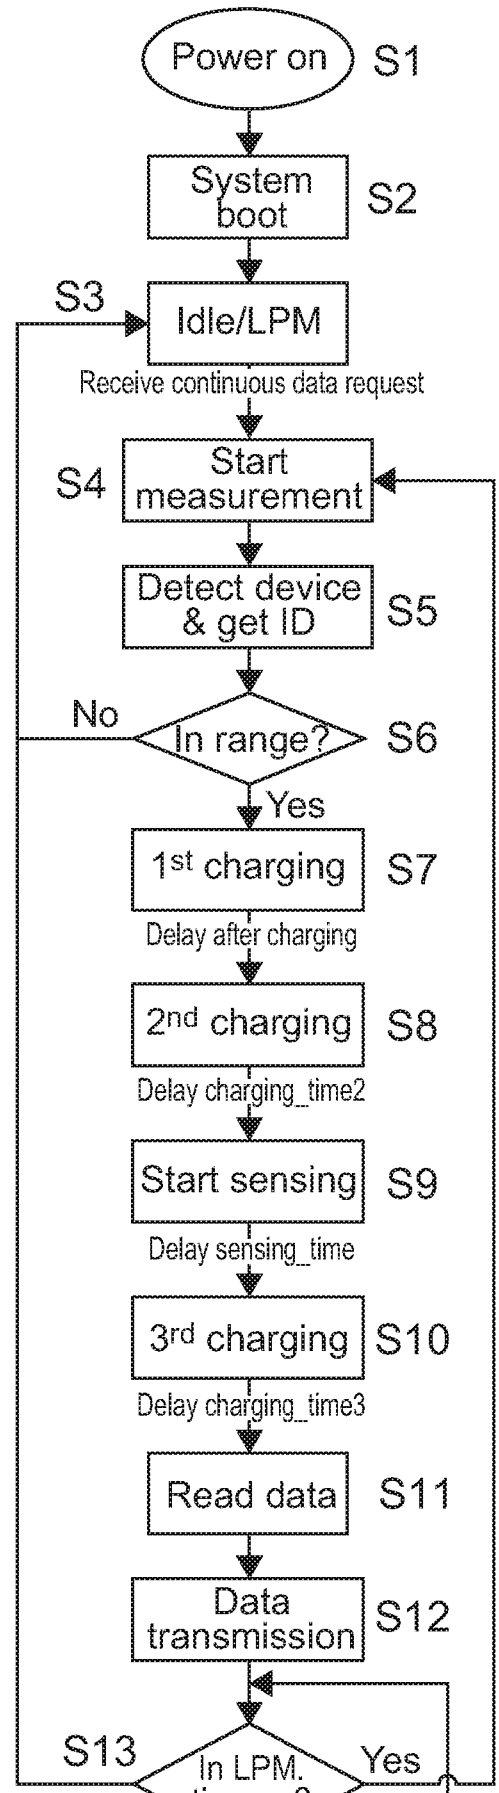 Power on
S1
System
boot
S2
S3
Idle/LPM
Receive continuous data request
S4
Start
measurement
Detect device
& get ID
S5
No
In range?
S6
Yes
1st charging
S7
Delay after charging
2nd charging
S8
Delay charging_time2
Start sensing
S9
Delay sensing_time
3rd charging
S10
Delay charging_time3
Read data
S11
Data
transmission
S12
S13
In LPM.
Yes